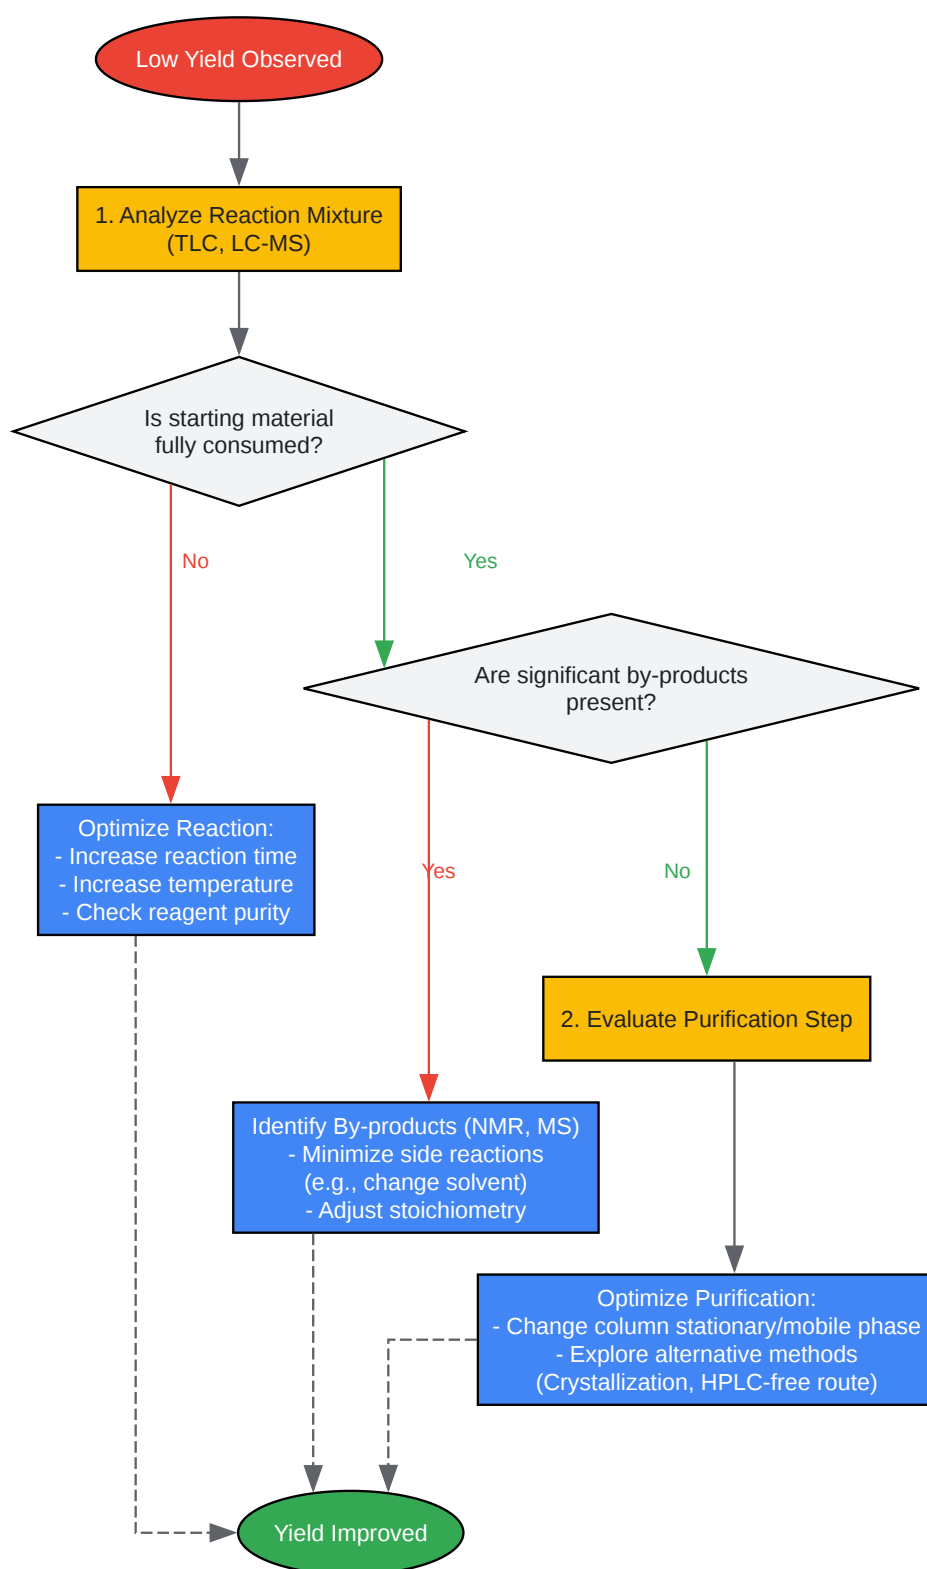 Low Yield Observed
1. Analyze Reaction Mixture
(TLC, LC-MS)
Is starting material
fully consumed?
No
Yes
Are significant by-products
present?
Optimize Reaction:
- Increase reaction time
- Increase temperature
- Check reagent purity
Yes
No
2. Evaluate Purification Step
Identify By-products (NMR, MS)
- Minimize side reactions
(e.g., change solvent)
- Adjust stoichiometry
Optimize Purification:
- Change column stationary/mobile phase
- Explore alternative methods
(Crystallization, HPLC-free route)
Yield Improved